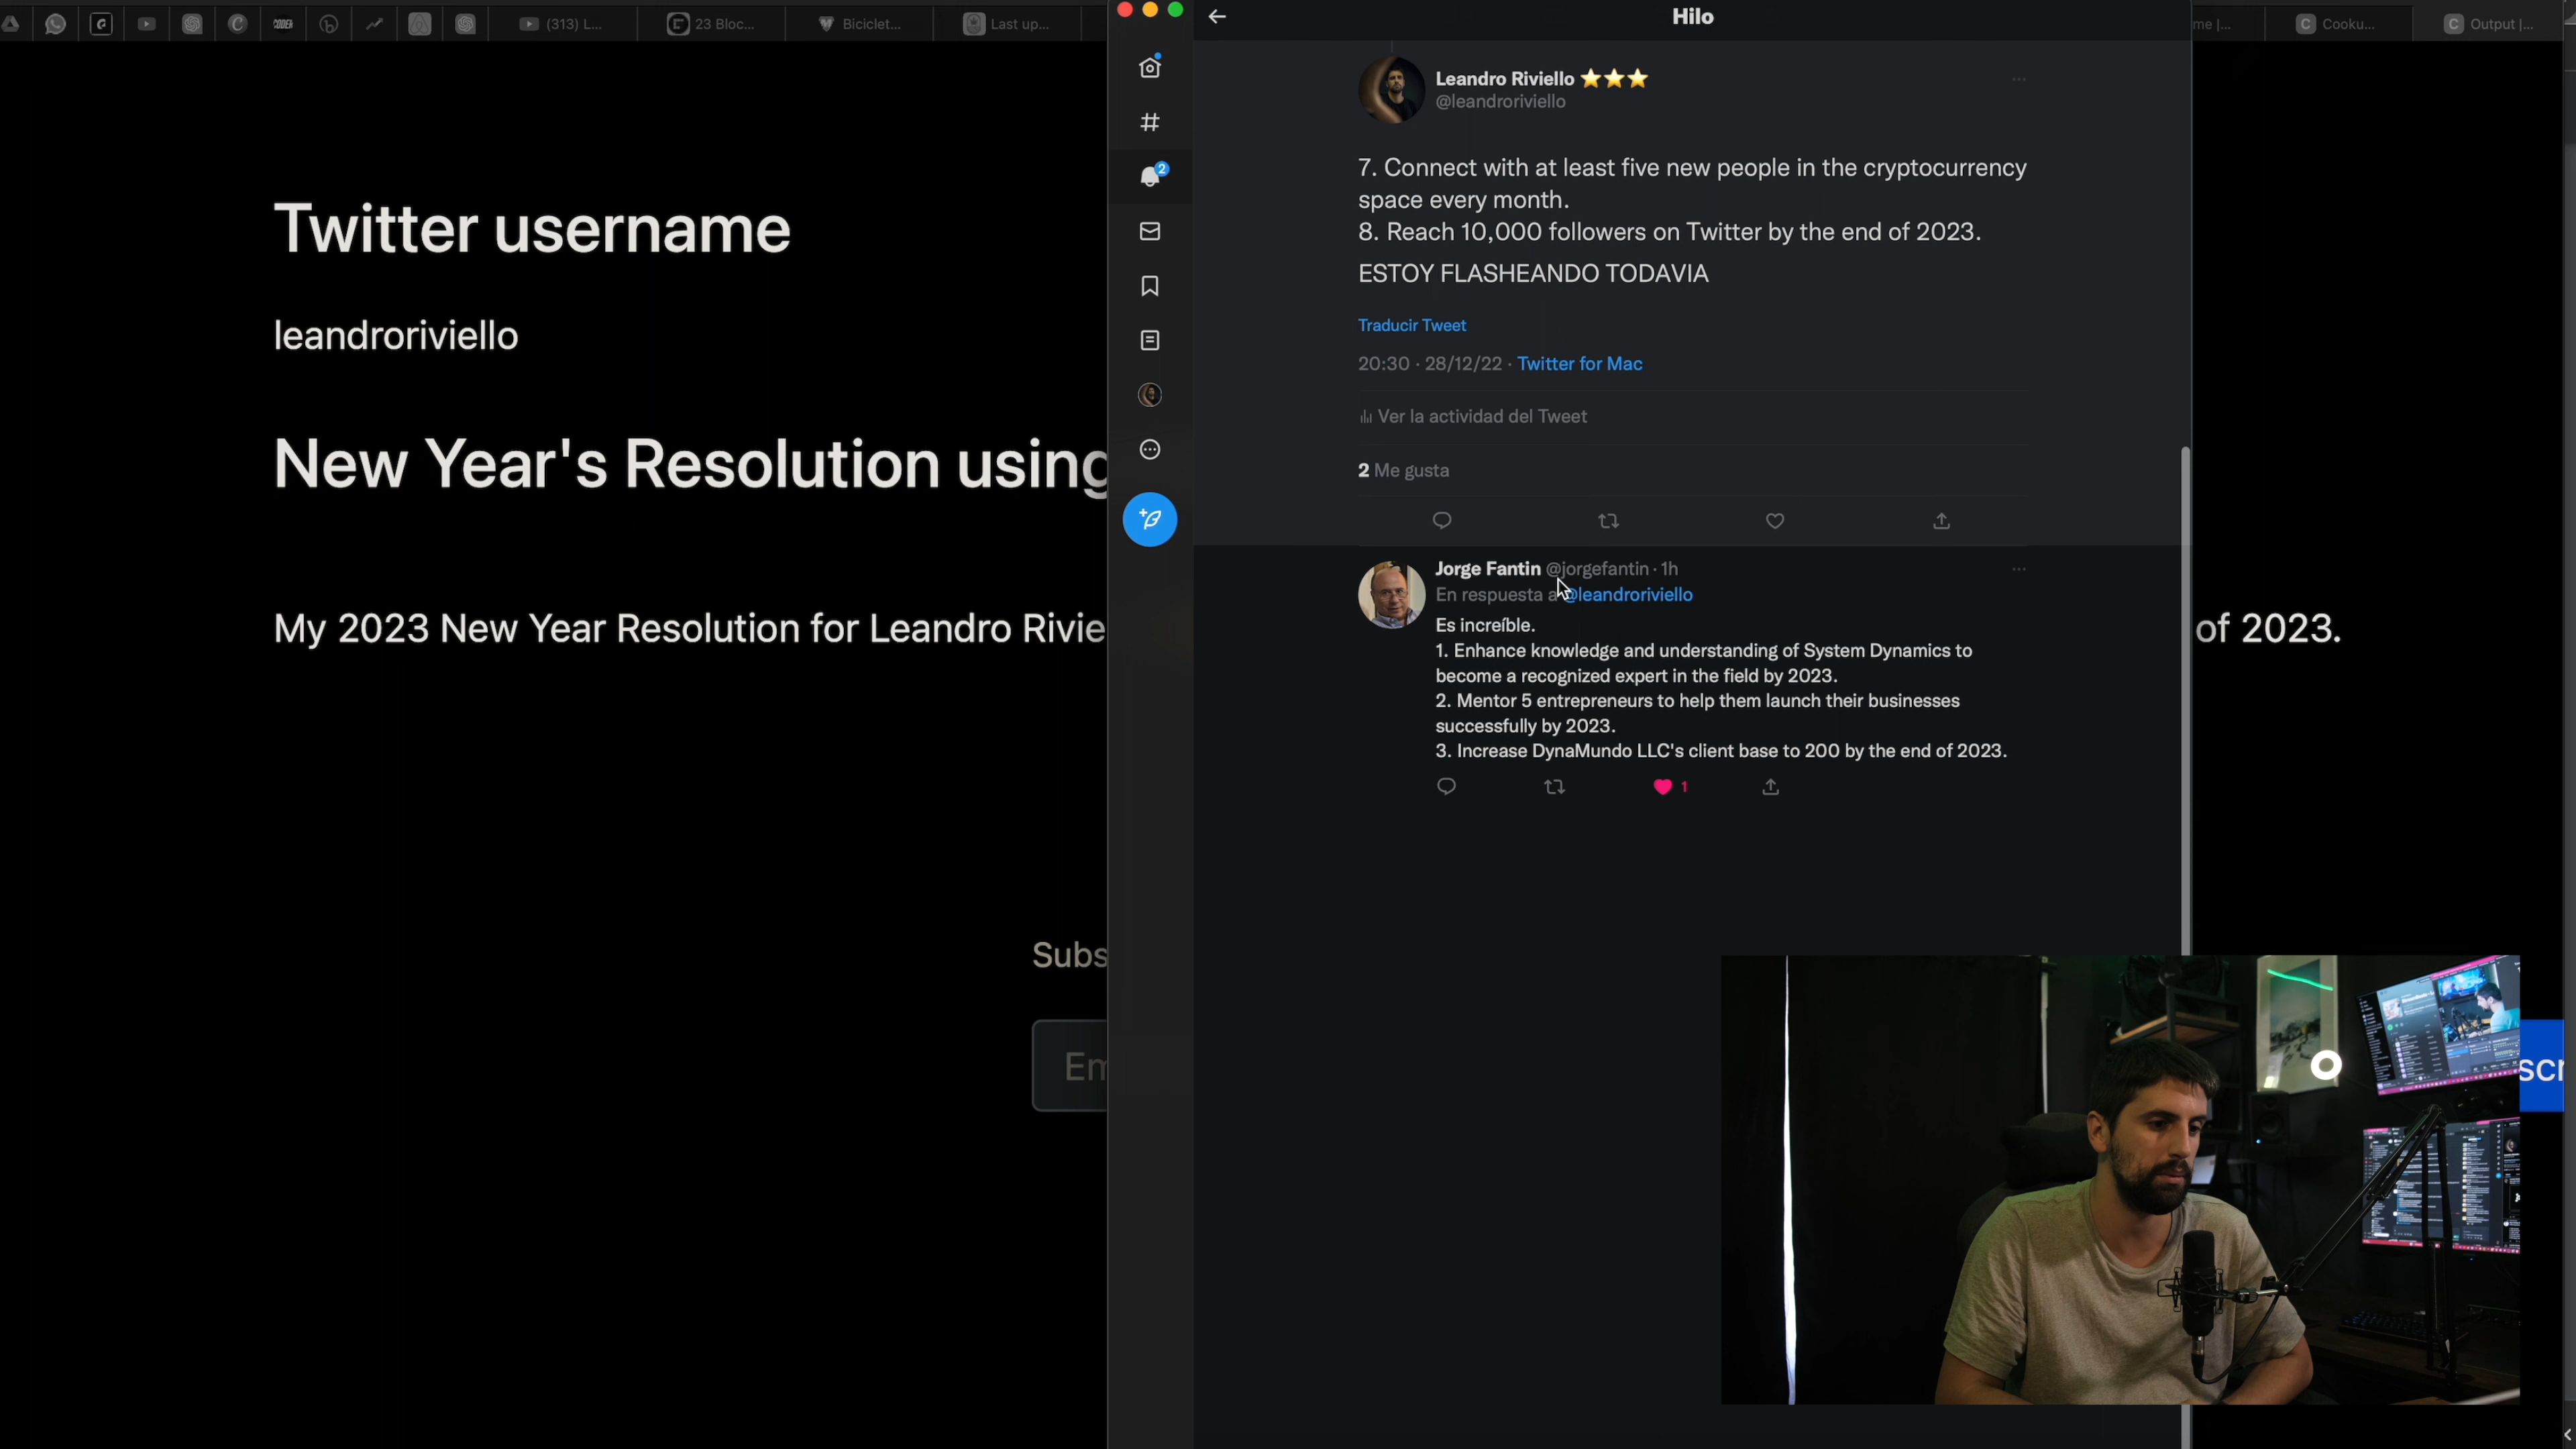 (313) L...
23 Bloc...
Biciclet...
Last up...
Hilo
me |...
Cooku...
Output |...
Twitter username
leandroriviello
New Year's Resolution using
My 2023 New Year Resolution for Leandro Rivie
of 2023.
Subs
Em
scr
2
Leandro Riviello
@leandroriviello
7. Connect with at least five new people in the cryptocurrency
space every month.
8. Reach 10,000 followers on Twitter by the end of 2023.
ESTOY FLASHEANDO TODAVIA
Traducir Tweet
20:30 · 28/12/22 · Twitter for Mac
Ver la actividad del Tweet
2 Me gusta
Jorge Fantin @jorgefantin · 1h
En respuesta a @leandroriviello
Es increíble.
1. Enhance knowledge and understanding of System Dynamics to
become a recognized expert in the field by 2023.
2. Mentor 5 entrepreneurs to help them launch their businesses
successfully by 2023.
3. Increase DynaMundo LLC's client base to 200 by the end of 2023.
1